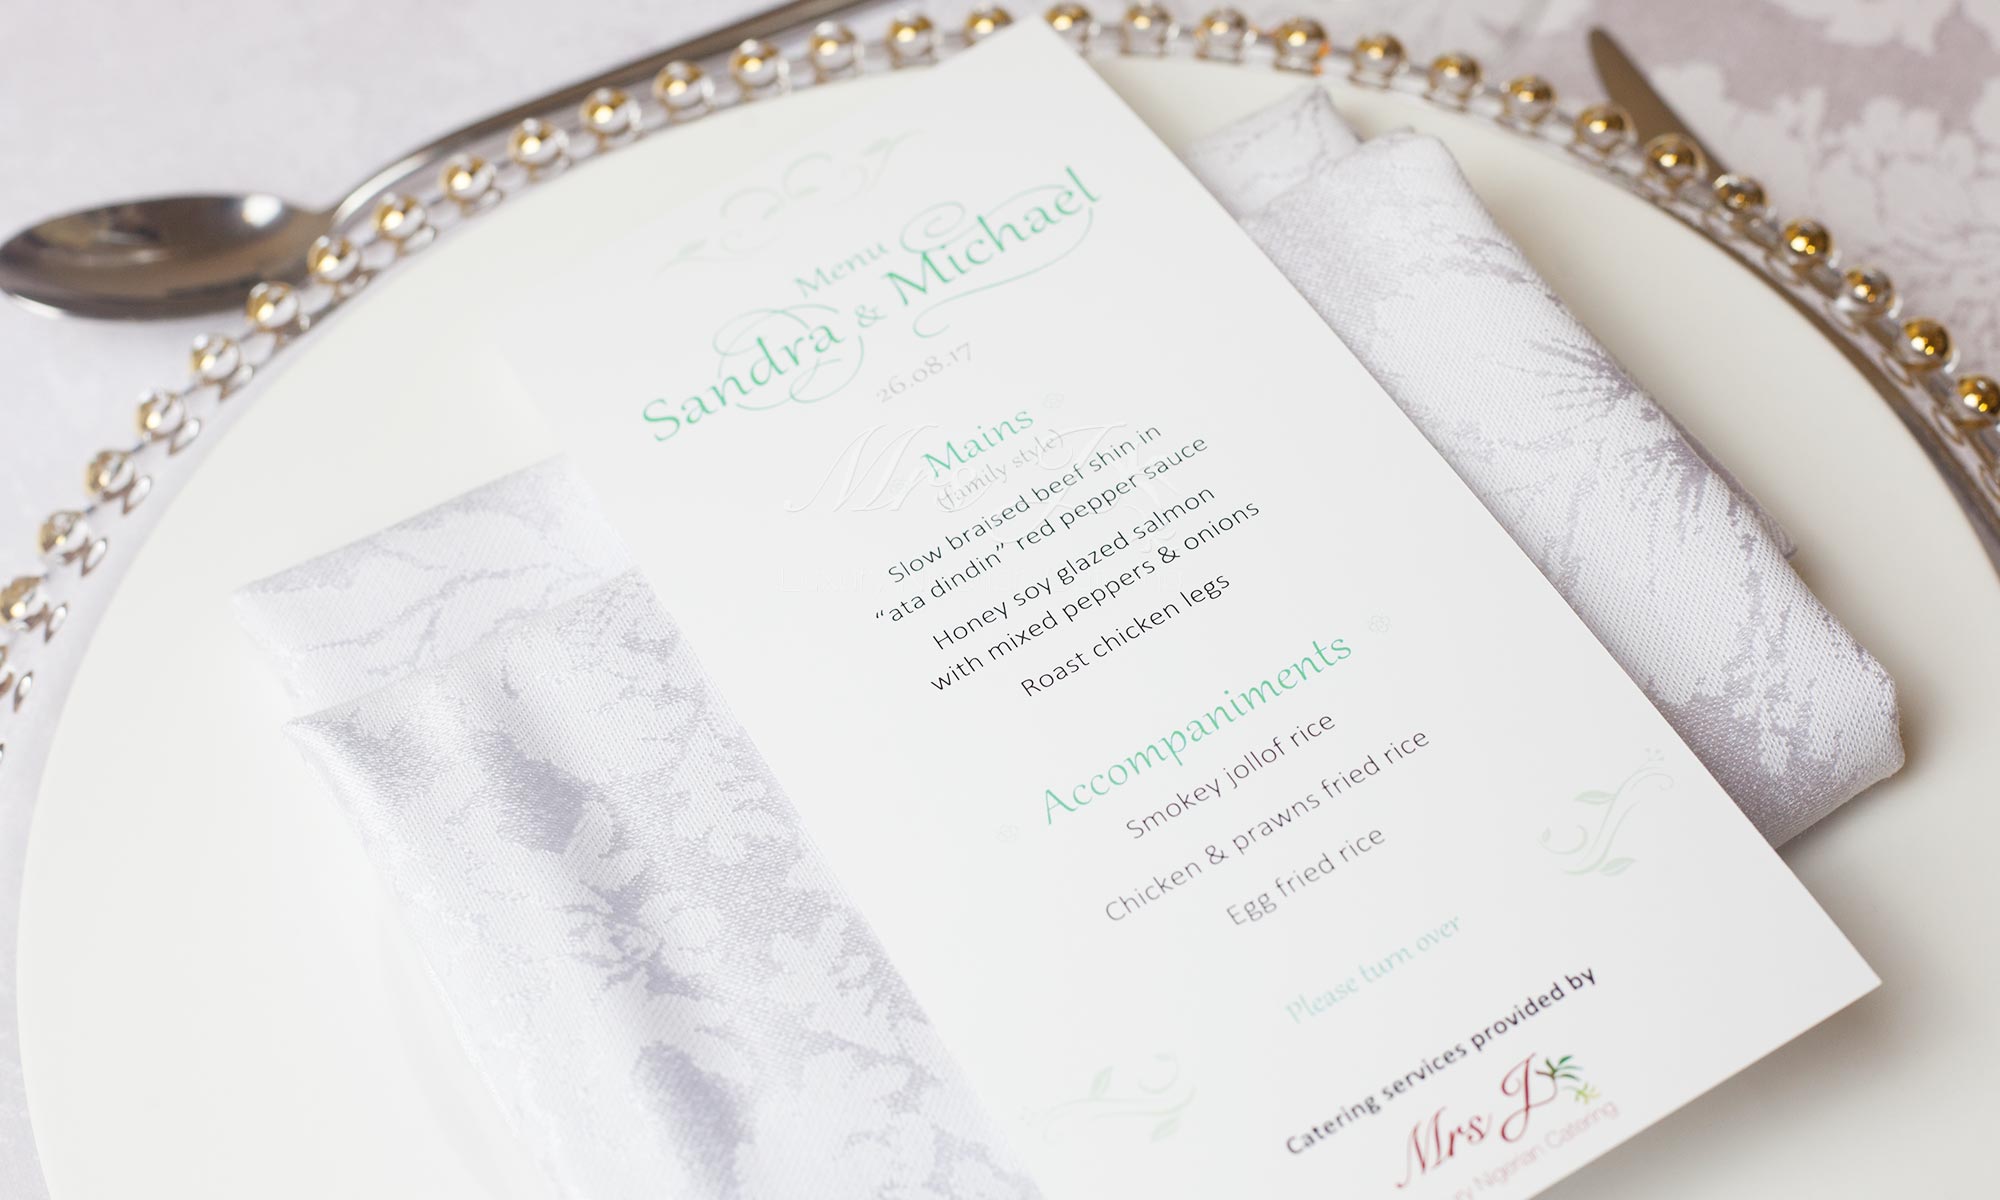 Menu
Sandra & Michael
26.08.17
Mains
(family style)
Slow braised beef shin in
“ata dindin” red pepper sauce
Honey soy glazed salmon
with mixed peppers & onions
Roast chicken legs
Accompaniments
Smokey jollof rice
Chicken & prawns fried rice
Egg fried rice
Please turn over
Catering services provided by
Mrs J
Nigerian Catering
Mrs J